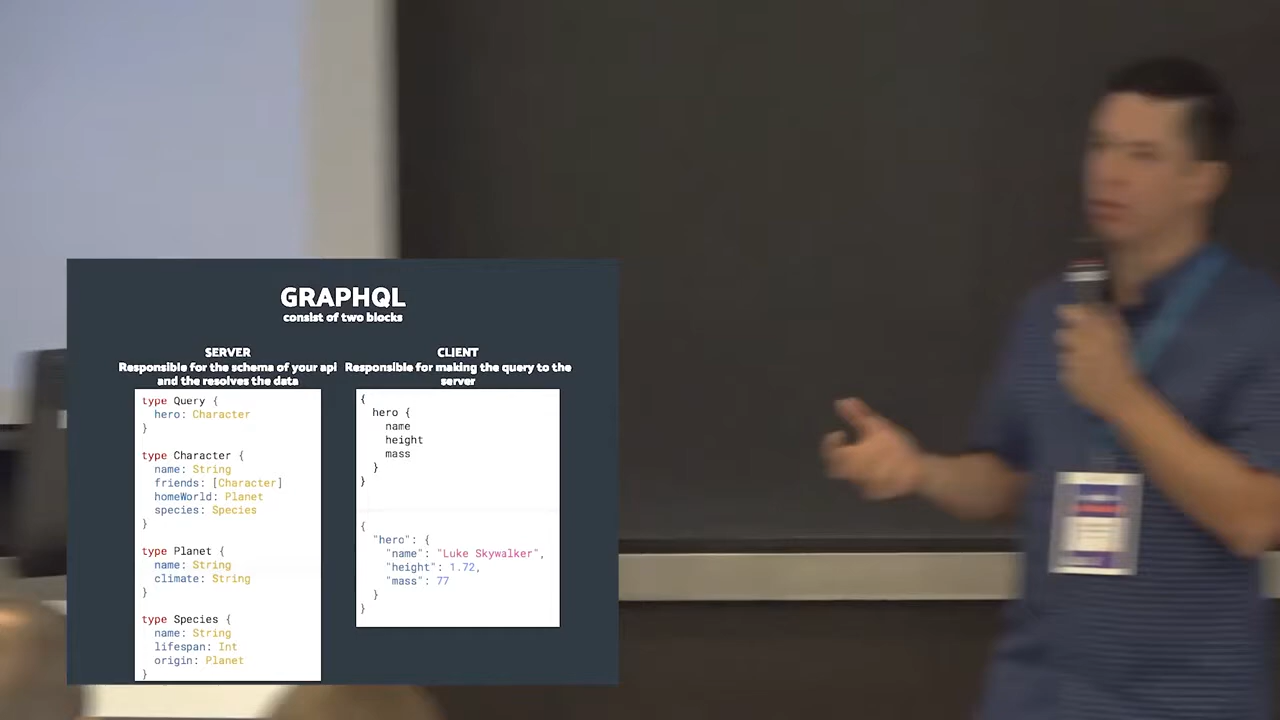 GRAPHQL
consist of two blocks
SERVER
Responsible for the schema of your api
and the resolves the data
type Query {
hero: Character
}
type Character {
name: String
friends: [Character]
homeWorld: Planet
species: Species
}
type Planet {
name: String
climate: String
}
type Species {
name: String
lifespan: Int
origin: Planet
}
CLIENT
Responsible for making the query to the
server
{
hero {
name
height
mass
}
}
{
"hero": {
"name": "Luke Skywalker",
"height": 1.72,
"mass": 77
}
}